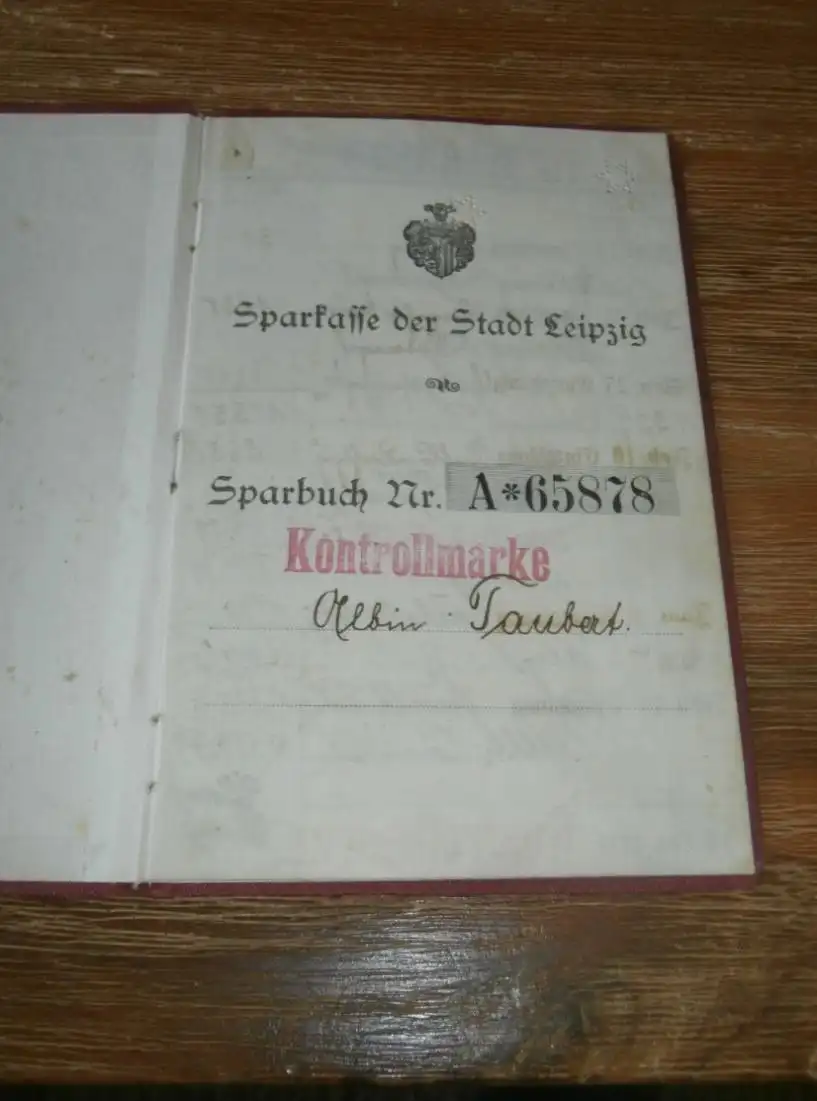 Sparkasse der Stadt Leipzig
Sparbuch Nr. A*65878
Kontrollmarke
Albin Taubert.